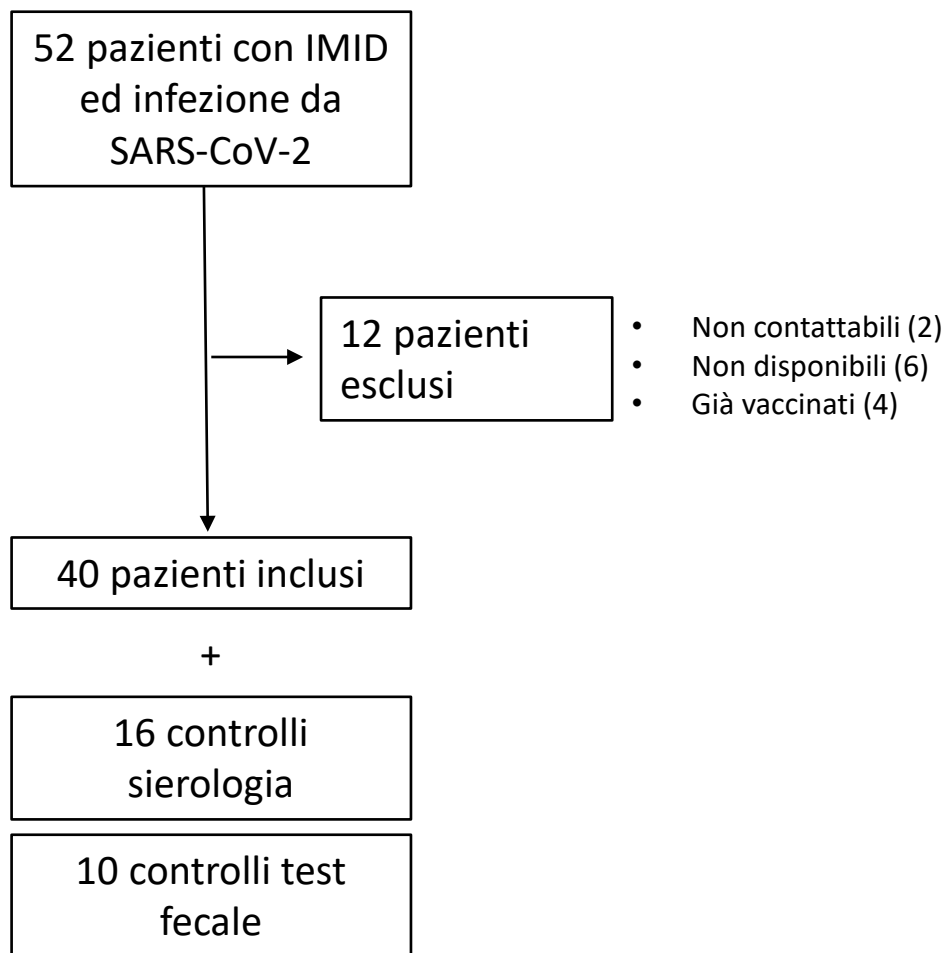 52 pazienti con IMID
ed infezione da
SARS-CoV-2
12 pazienti
esclusi
• Non contattabili (2)
• Non disponibili (6)
• Già vaccinati (4)
40 pazienti inclusi
+
16 controlli
sierologia
10 controlli test
fecale